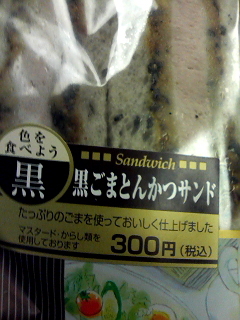 色を
食べよう
黒
Sandwich
黒ごまとんかつサンド
たっぷりのごまを使っておいしく仕上げました
マスタード・からし類を
使用しております
300円(税込)